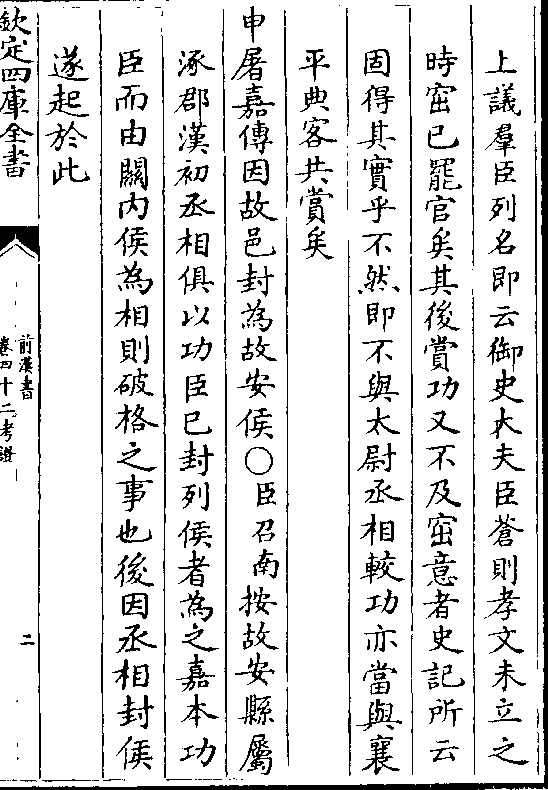 上議羣臣列名即云御史大夫臣蒼則孝文未立之
時窋已罷官矣其後賞功又不及窋意者史記所云
固得其實乎不然即不與太尉丞相較功亦當與襄
平典客共賞矣
申屠嘉傳因故邑封為故安侯○臣召南按故安縣屬
涿郡漢初丞相俱以功臣已封列侯者為之嘉本功
臣而由關内侯為相則破格之事也後因丞相封侯
遂起於此
欽定四庫全書
前漢書
卷四十二考證
二